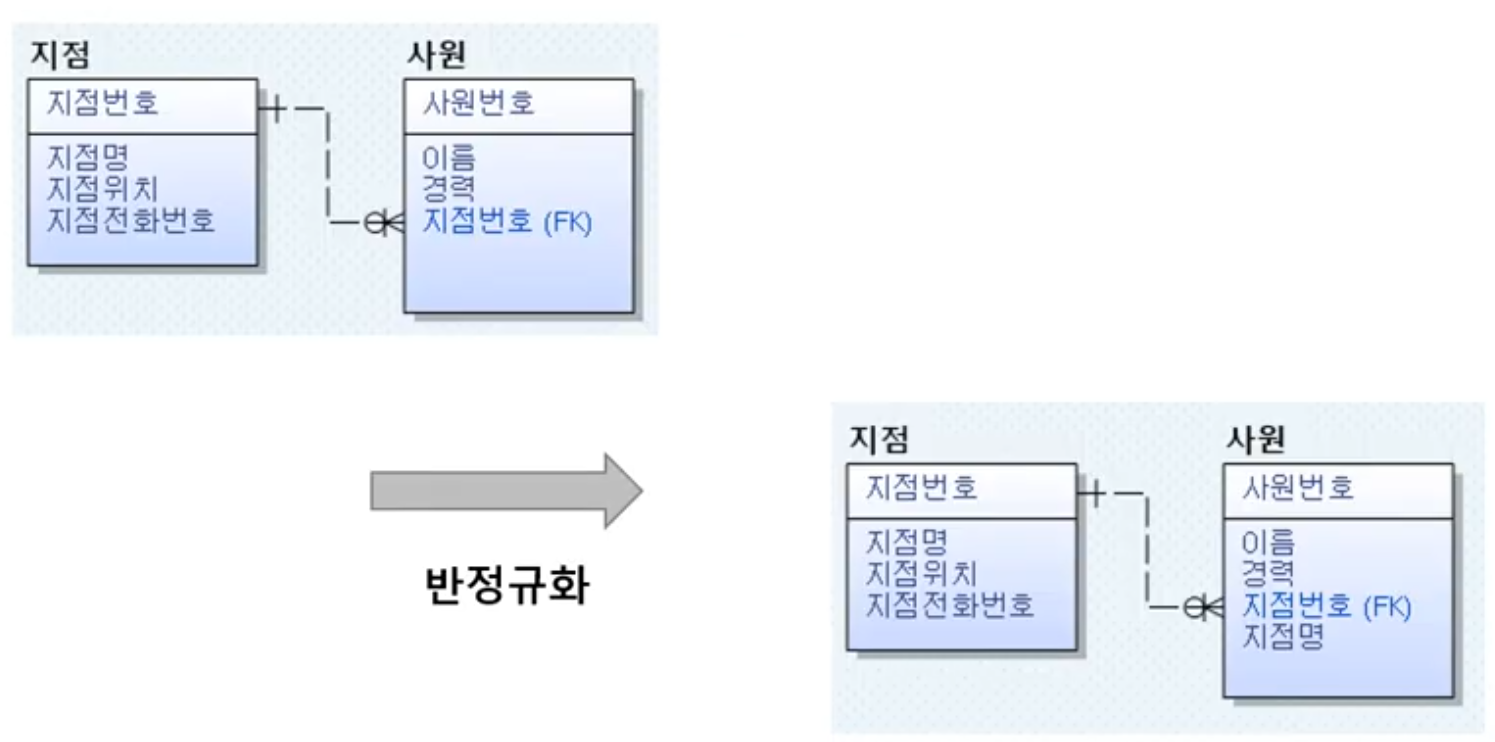 지점
지점번호
지점명
지점위치
지점전화번호
사원
사원번호
이름
경력
지점번호 (FK)
반정규화
지점
지점번호
지점명
지점위치
지점전화번호
사원
사원번호
이름
경력
지점번호 (FK)
지점명